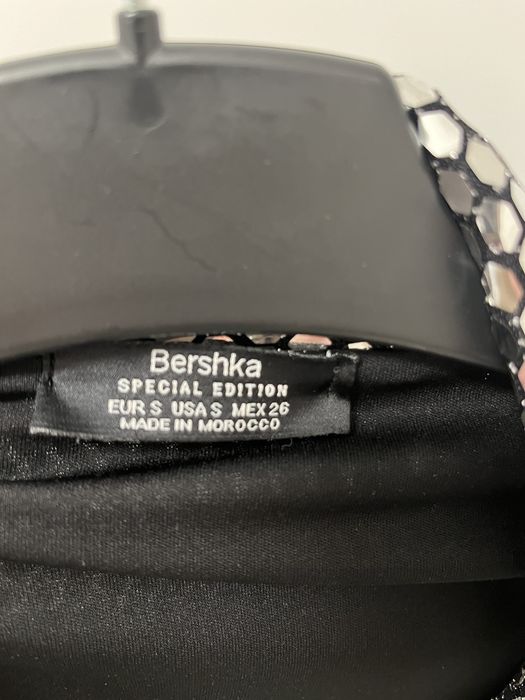 Bershka
SPECIAL EDITION
EUR S USA S MEX 26
MADE IN MOROCCO